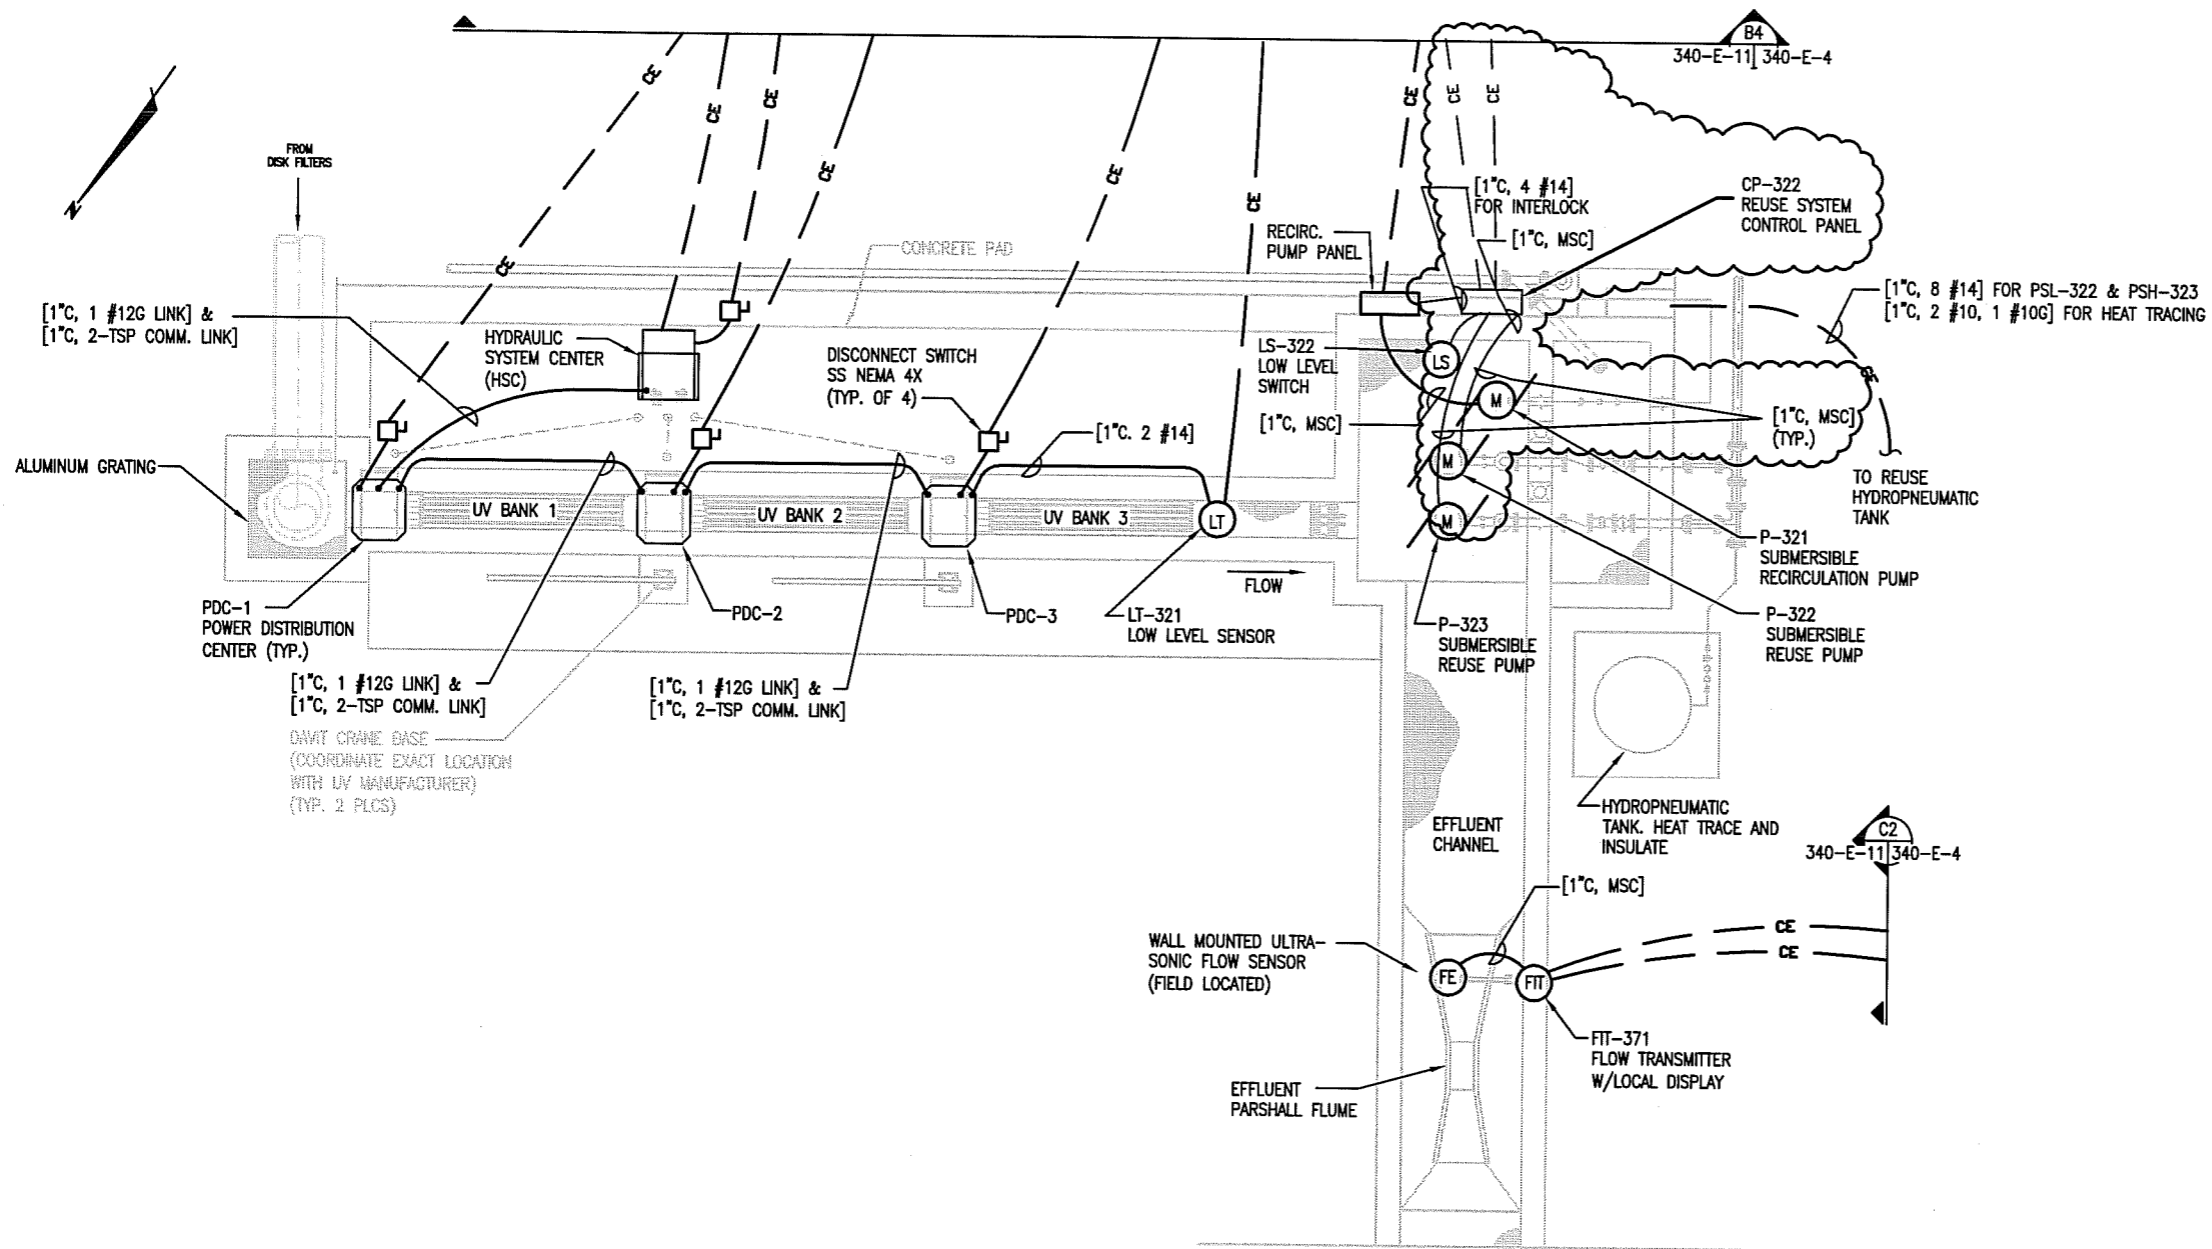 B4
340-E-11 340-E-4
CE
CE
CE
CE
CE
CE
CE
CE
CE
CE
N
FROM
DISK FILTERS
[1"C, 4 #14]
FOR INTERLOCK
CP-322
REUSE SYSTEM
CONTROL PANEL
RECIRC.
PUMP PANEL
[1"C, MSC]
CONCRETE PAD
[1"C, 8 #14] FOR PSL-322 & PSH-323
[1"C, 2 #10, 1 #10G] FOR HEAT TRACING
[1"C, 1 #12G LINK] &
[1"C, 2-TSP COMM. LINK]
HYDRAULIC
SYSTEM CENTER
(HSC)
DISCONNECT SWITCH
SS NEMA 4X
(TYP. OF 4)
LS-322
LOW LEVEL
SWITCH
LS
CE
M
[1"C, MSC]
[1"C, MSC]
(TYP.)
[1"C. 2 #14]
ALUMINUM GRATING
M
TO REUSE
HYDROPNEUMATIC
TANK
UV BANK 1
UV BANK 2
UV BANK 3
LT
M
P-321
SUBMERSIBLE
RECIRCULATION PUMP
FLOW
PDC-1
POWER DISTRIBUTION
CENTER (TYP.)
PDC-2
PDC-3
LT-321
LOW LEVEL SENSOR
P-323
SUBMERSIBLE
REUSE PUMP
P-322
SUBMERSIBLE
REUSE PUMP
[1"C, 1 #12G LINK] &
[1"C, 2-TSP COMM. LINK]
[1"C, 1 #12G LINK] &
[1"C, 2-TSP COMM. LINK]
DAVIT CRANE BASE
(COORDINATE EXACT LOCATION
WITH UV MANUFACTURER)
(TYP. 2 PLCS)
HYDROPNEUMATIC
TANK. HEAT TRACE AND
INSULATE
EFFLUENT
CHANNEL
C2
340-E-11 340-E-4
[1"C, MSC]
CE
CE
WALL MOUNTED ULTRA-
SONIC FLOW SENSOR
(FIELD LOCATED)
FE
FIT
FIT-371
FLOW TRANSMITTER
W/LOCAL DISPLAY
EFFLUENT
PARSHALL FLUME